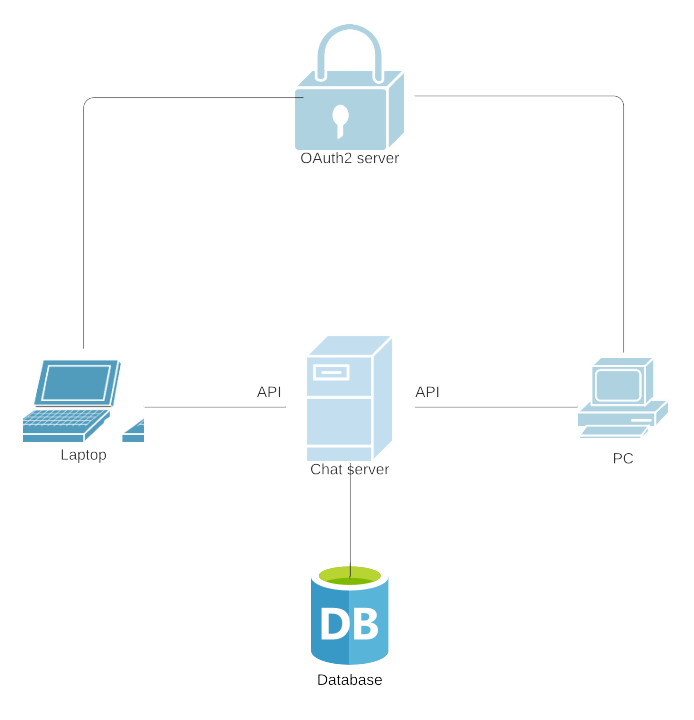 OAuth2 server
API
API
Laptop
PC
Chat server
DB
Database